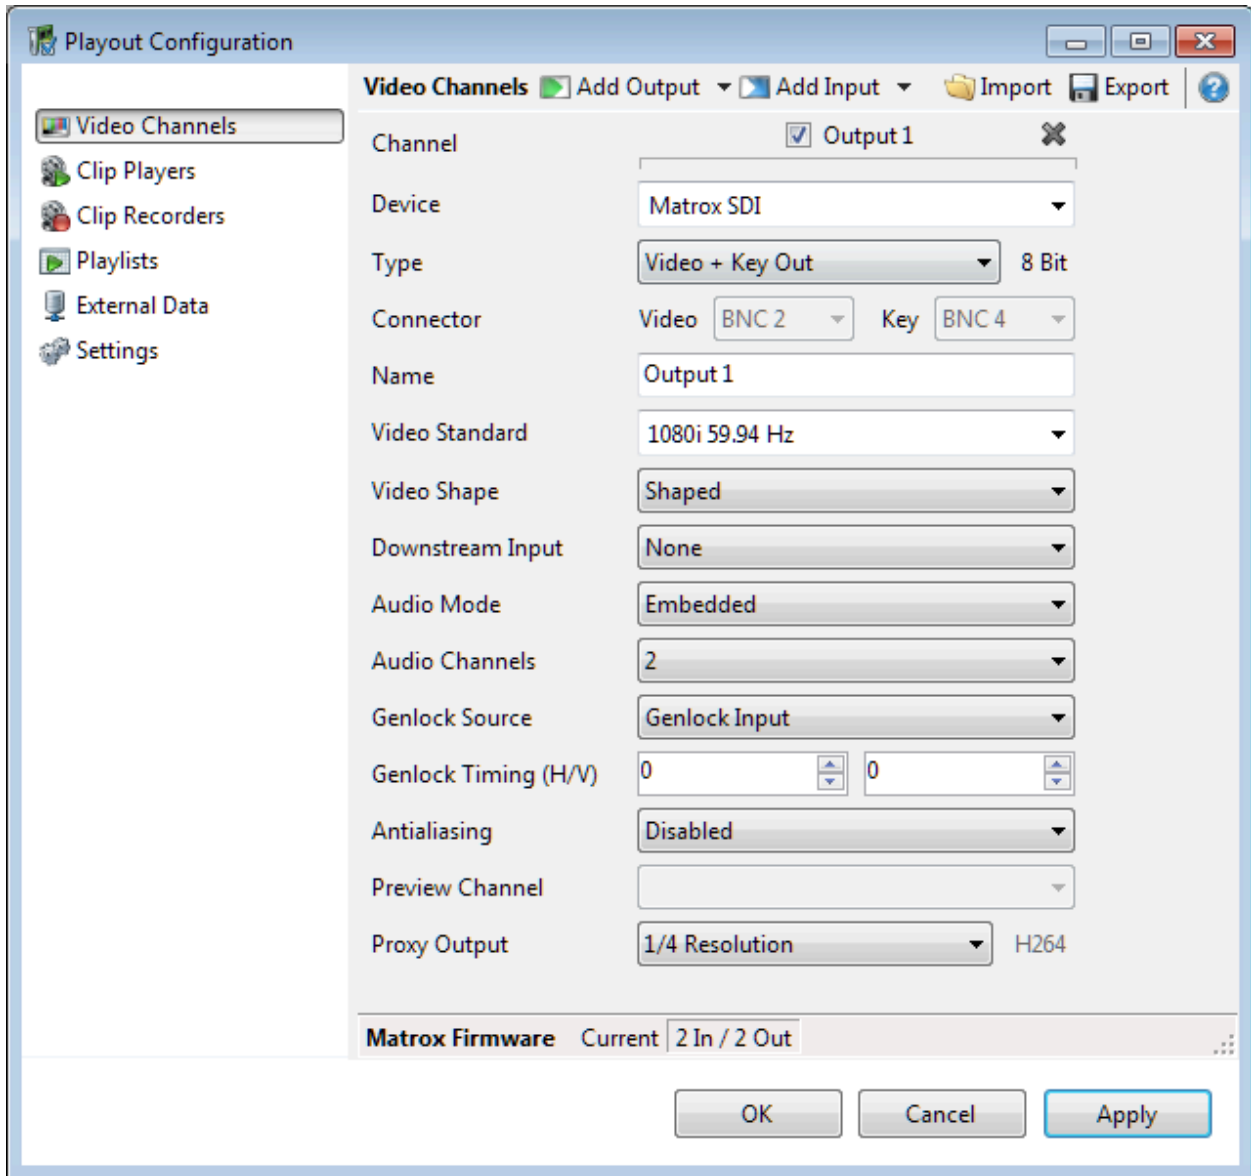 Playout Configuration
Video Channels Add Output Add Input Import Export ?
Video Channels
Clip Players
Clip Recorders
Playlists
External Data
Settings
Channel Output 1
Device Matrox SDI
Type Video + Key Out 8 Bit
Connector Video BNC 2 Key BNC 4
Name Output 1
Video Standard 1080i 59.94 Hz
Video Shape Shaped
Downstream Input None
Audio Mode Embedded
Audio Channels 2
Genlock Source Genlock Input
Genlock Timing (H/V) 0 0
Antialiasing Disabled
Preview Channel
Proxy Output 1/4 Resolution H264
Matrox Firmware Current 2 In / 2 Out
OK Cancel Apply